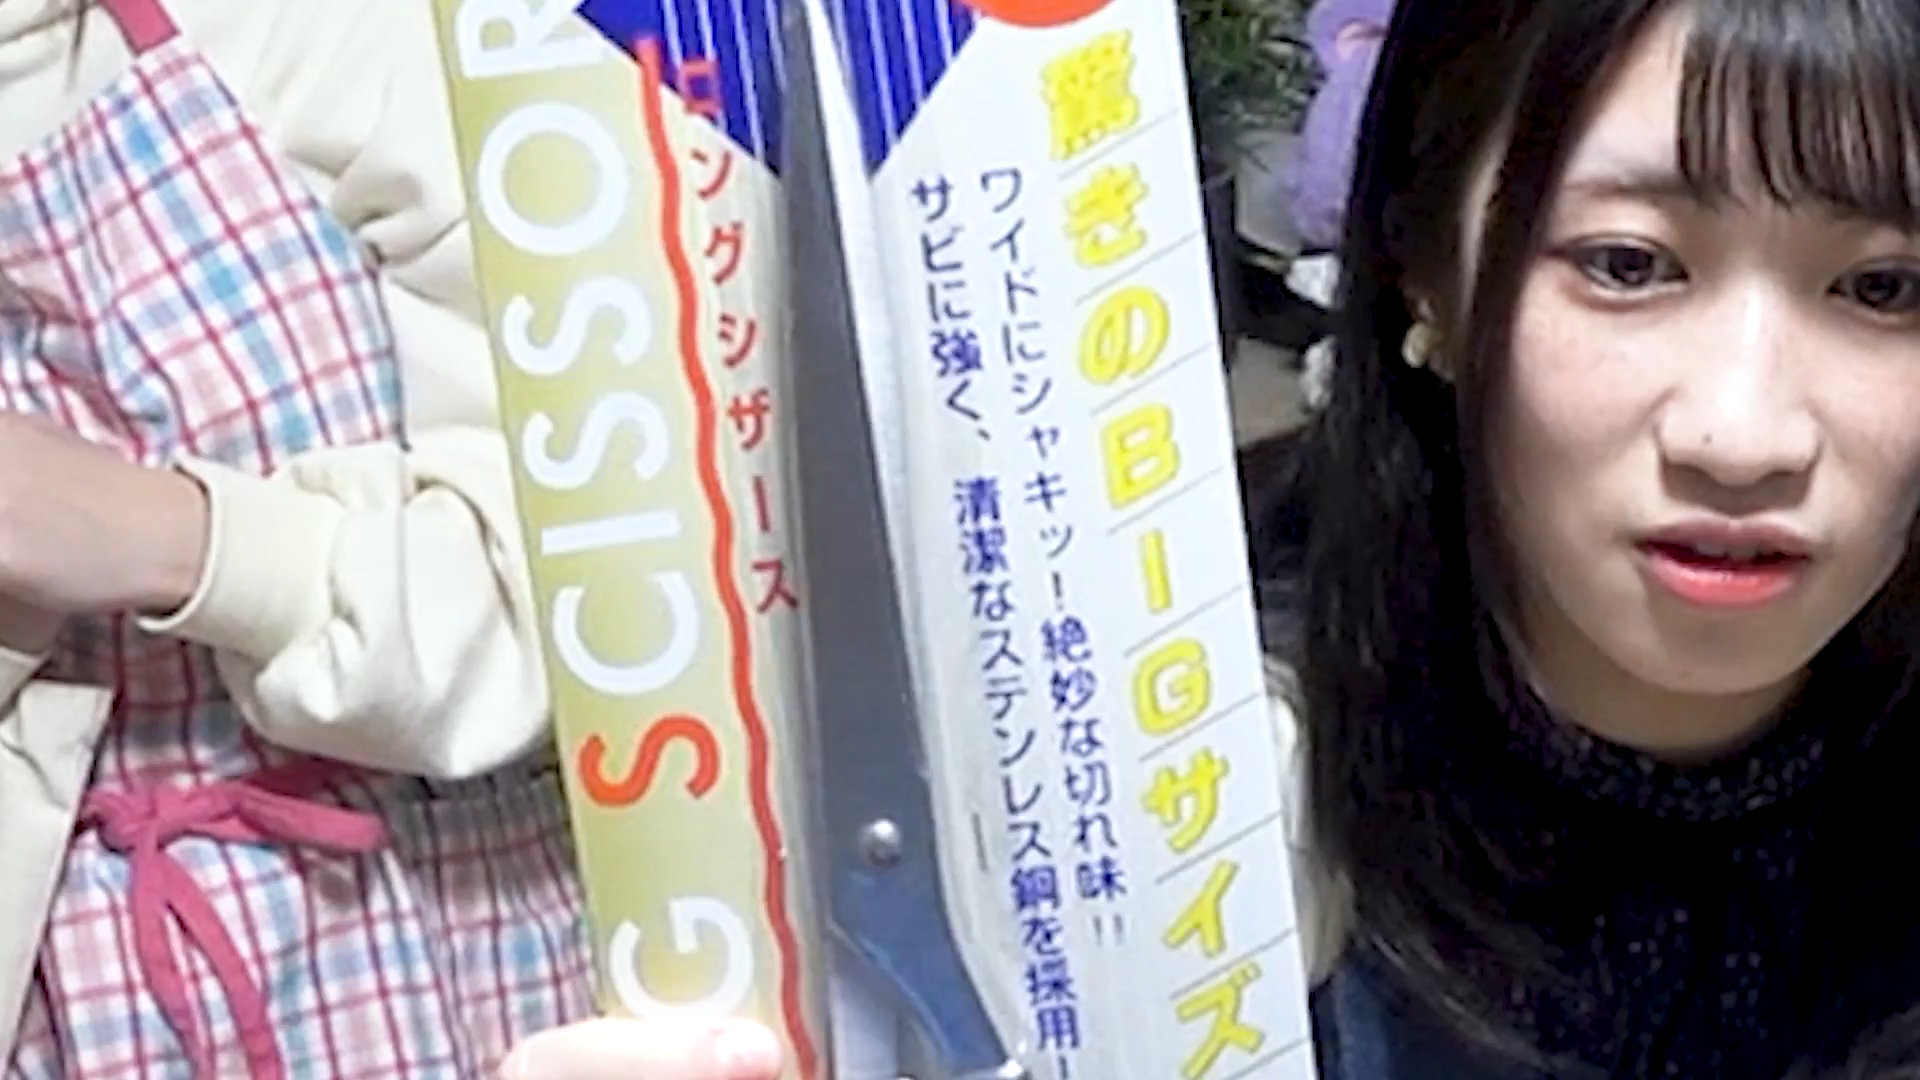 驚きのBIGサイズ
ワイドにシャキッ！絶妙な切れ味!!
サビに強く、清潔なステンレス鋼を採用！
ロングシザース
G SCISSOR